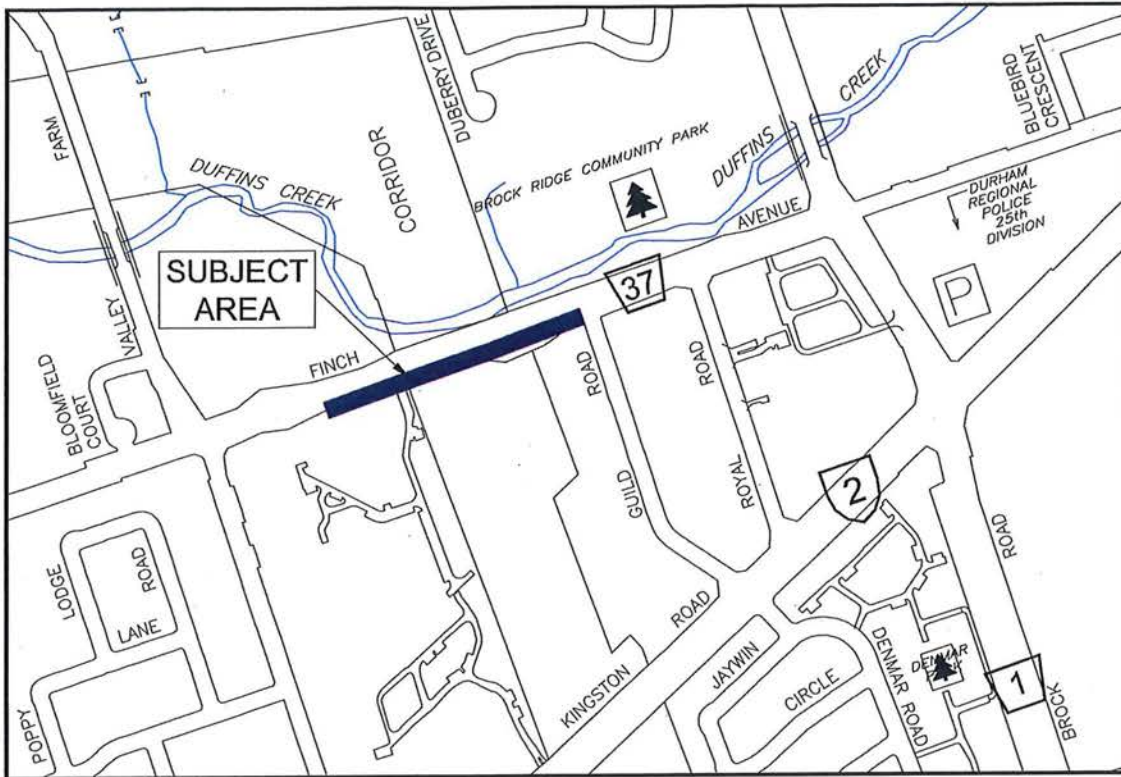 DUBERRY DRIVE
FARM
DUFFINS CREEK
CORRIDOR
BROCK RIDGE COMMUNITY PARK
DUFFINS
CREEK
BLUEBIRD
CRESCENT
DURHAM
REGIONAL
POLICE
25th
DIVISION
P
AVENUE
37
SUBJECT
AREA
VALLEY
BLOOMFIELD
COURT
FINCH
ROAD
GUILD
ROAD
ROYAL
2
LODGE
ROAD
LANE
POPPY
KINGSTON
ROAD
JAYWIN
CIRCLE
DENMAR ROAD
DENMAR
PARK
ROAD
1
BROCK